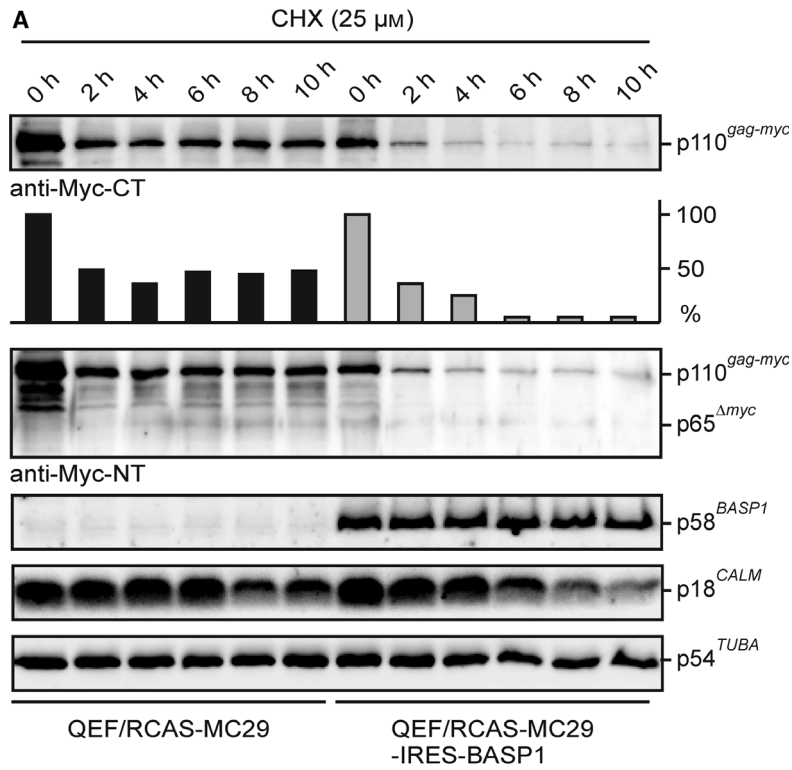 A
CHX (25 µM)
0 h 2 h 4 h 6 h 8 h 10 h 0 h 2 h 4 h 6 h 8 h 10 h
p110gag-myc
anti-Myc-CT
100
50
%
p110gag-myc
p65Δmyc
anti-Myc-NT
p58BASP1
p18CALM
p54TUBA
QEF/RCAS-MC29
QEF/RCAS-MC29
-IRES-BASP1